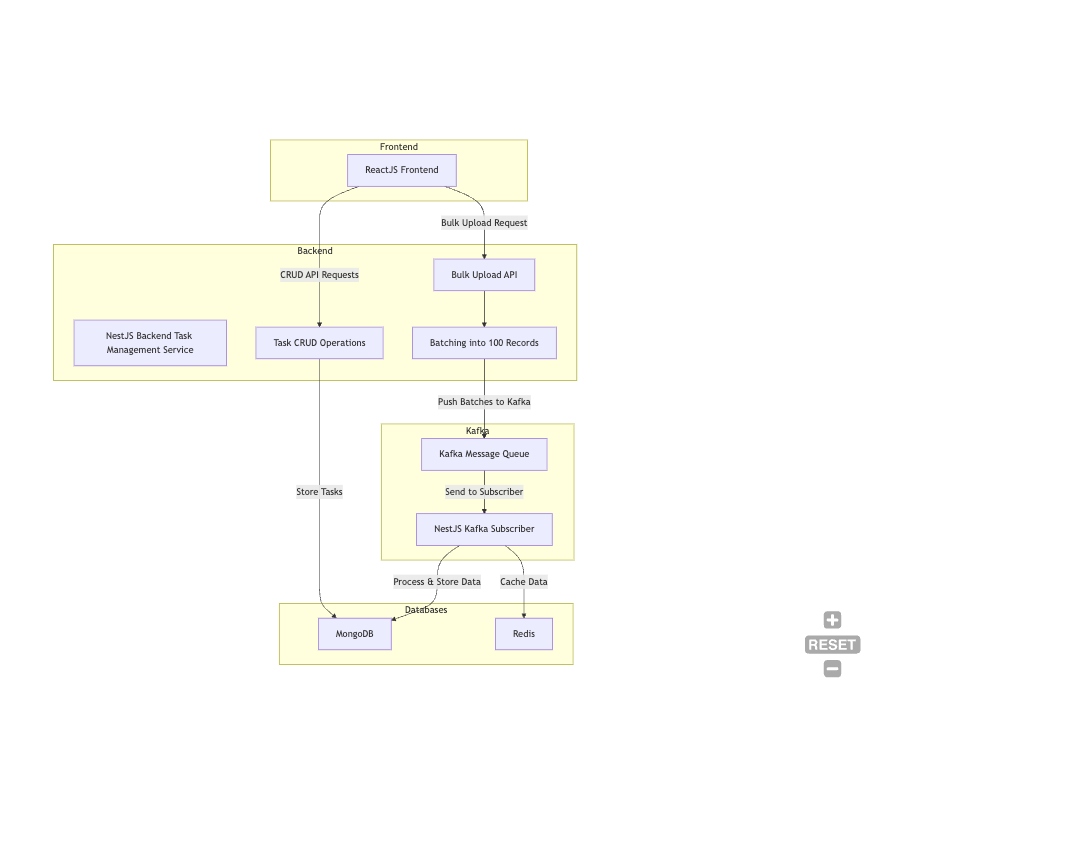 Frontend
ReactJS Frontend
Bulk Upload Request
Backend
CRUD API Requests
Bulk Upload API
NestJS Backend Task
Management Service
Task CRUD Operations
Batching into 100 Records
Push Batches to Kafka
Kafka
Kafka Message Queue
Store Tasks
Send to Subscriber
NestJS Kafka Subscriber
Process & Store Data
Cache Data
Databases
MongoDB
Redis
RESET